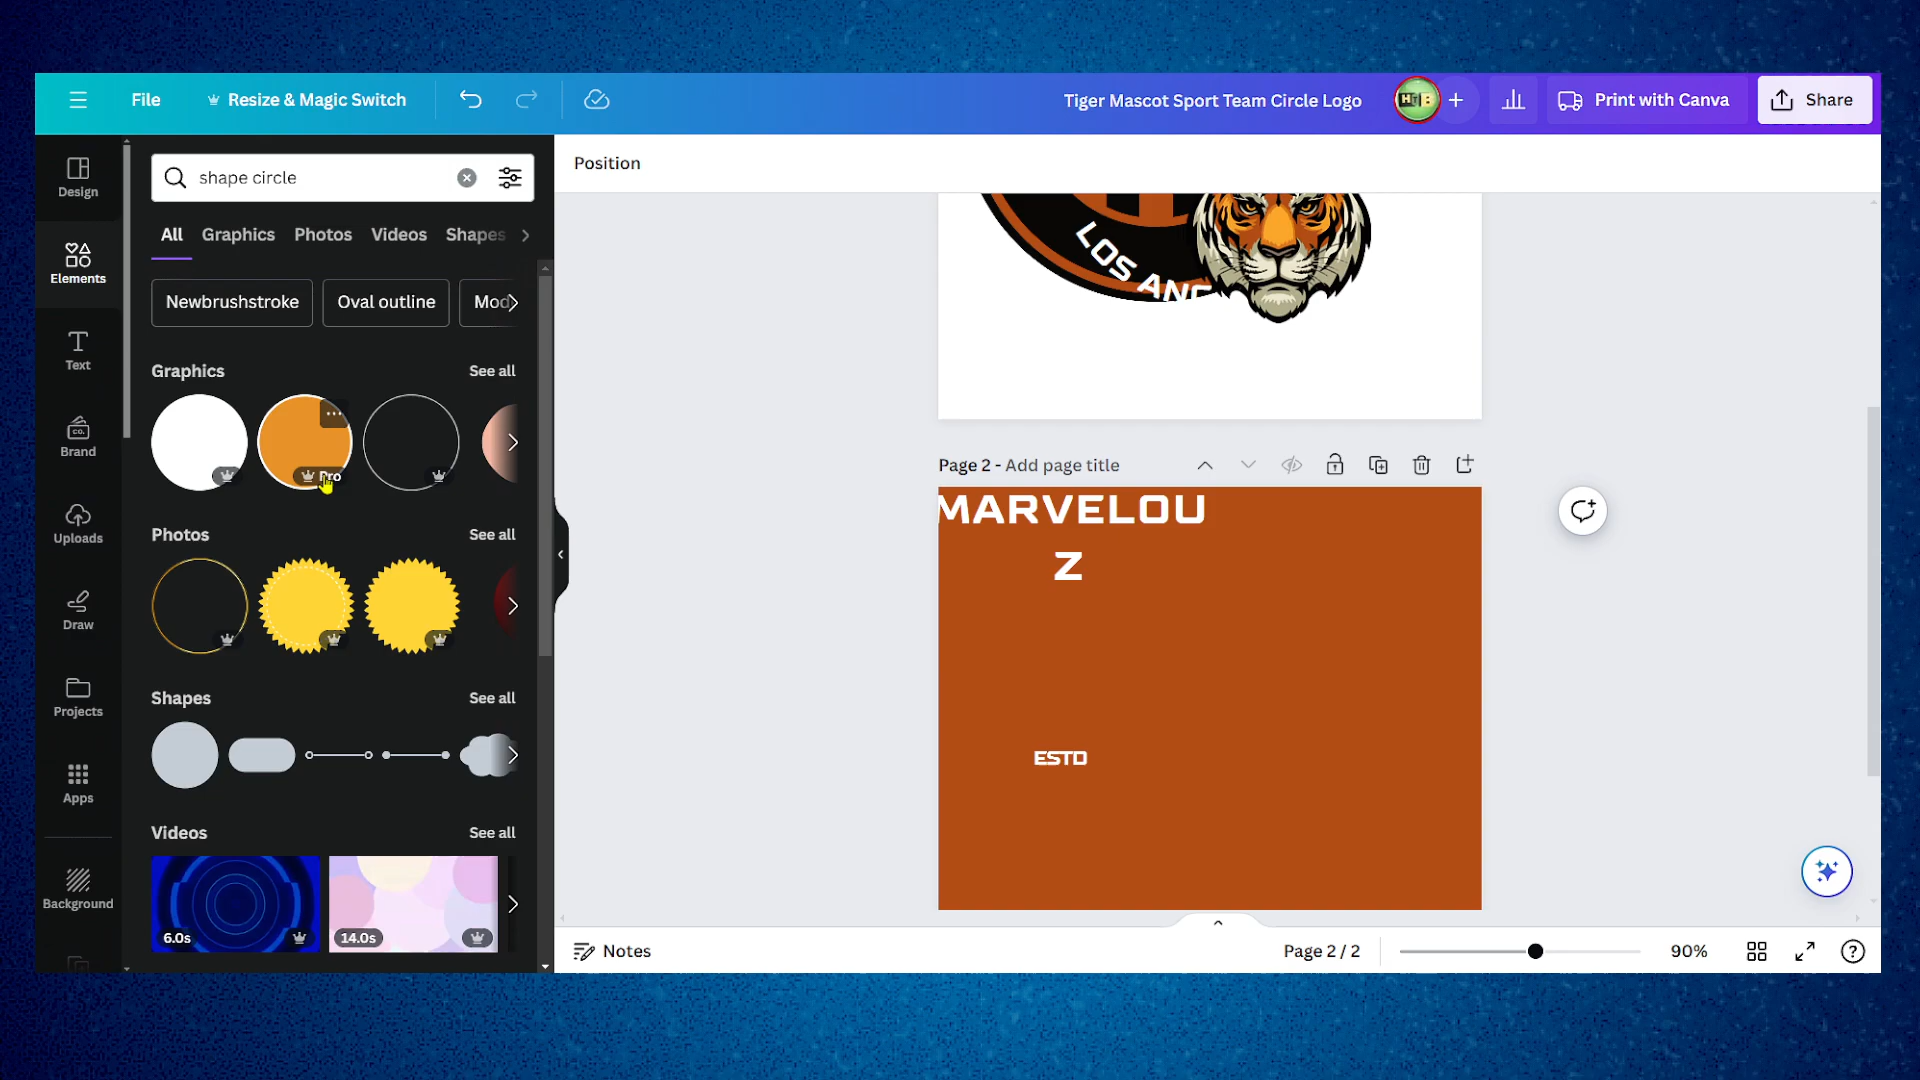 File
Resize & Magic Switch
Tiger Mascot Sport Team Circle Logo
Print with Canva
Share
Design
Elements
Text
Brand
Uploads
Draw
Projects
Apps
Background
shape circle
All
Graphics
Photos
Videos
Shapes
Newbrushstroke
Oval outline
Graphics
See all
Pro
Photos
See all
Shapes
See all
Videos
See all
6.0s
14.0s
Position
LOS
Page 2 - Add page title
MARVELOU
Z
ESTD
Notes
Page 2 / 2
90%